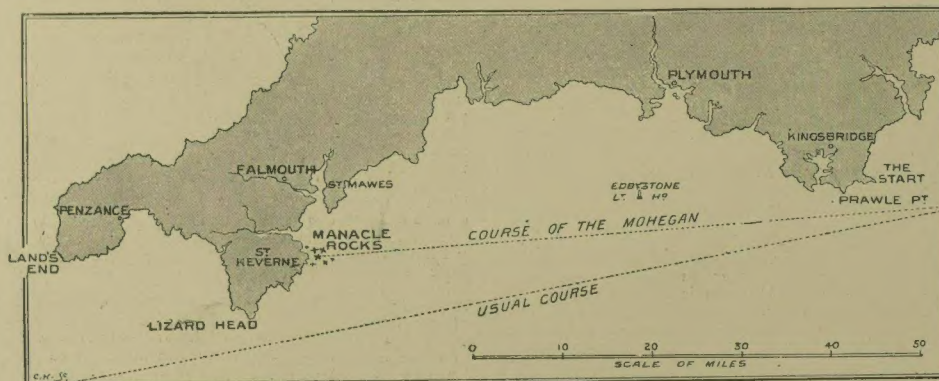 PLYMOUTH
KINGSBRIDGE
FALMOUTH
ST MAWES
THE
START
EDDYSTONE
LT. HO.
PRAWLE PT.
PENZANCE
MANACLE
ROCKS
COURSE OF THE MOHEGAN
LAND'S
END
ST
KEVERNE
USUAL COURSE
LIZARD HEAD
0 10 20 30 40 50
SCALE OF MILES